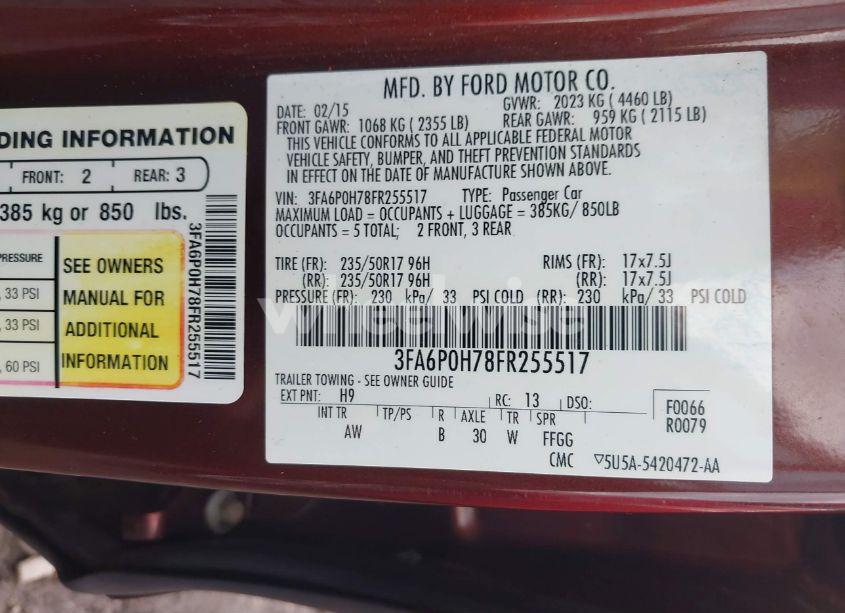 DING INFORMATION
FRONT: 2 REAR: 3
385 kg or 850 lbs.
PRESSURE
, 33 PSI
, 33 PSI
, 60 PSI
SEE OWNERS
MANUAL FOR
ADDITIONAL
INFORMATION
3FA6P0H78FR255517
MFD. BY FORD MOTOR CO.
DATE: 02/15 GVWR: 2023 KG ( 4460 LB)
FRONT GAWR: 1068 KG ( 2355 LB) REAR GAWR: 959 KG ( 2115 LB)
THIS VEHICLE CONFORMS TO ALL APPLICABLE FEDERAL MOTOR
VEHICLE SAFETY, BUMPER, AND THEFT PREVENTION STANDARDS
IN EFFECT ON THE DATE OF MANUFACTURE SHOWN ABOVE.
VIN: 3FA6P0H78FR255517 TYPE: Passenger Car
MAXIMUM LOAD = OCCUPANTS + LUGGAGE = 385KG/ 850LB
OCCUPANTS = 5 TOTAL; 2 FRONT, 3 REAR
TIRE (FR): 235/50R17 96H RIMS (FR): 17x7.5J
(RR): 235/50R17 96H (RR): 17x7.5J
PRESSURE (FR): 230 kPa/ 33 PSI COLD (RR): 230 kPa/ 33 PSI COLD
wheelwise
3FA6P0H78FR255517
TRAILER TOWING - SEE OWNER GUIDE
EXT PNT: H9 RC: 13 DSO:
INT TR TP/PS R AXLE TR SPR
AW B 30 W FFGG
F0066
R0079
CMC ▽5U5A-5420472-AA